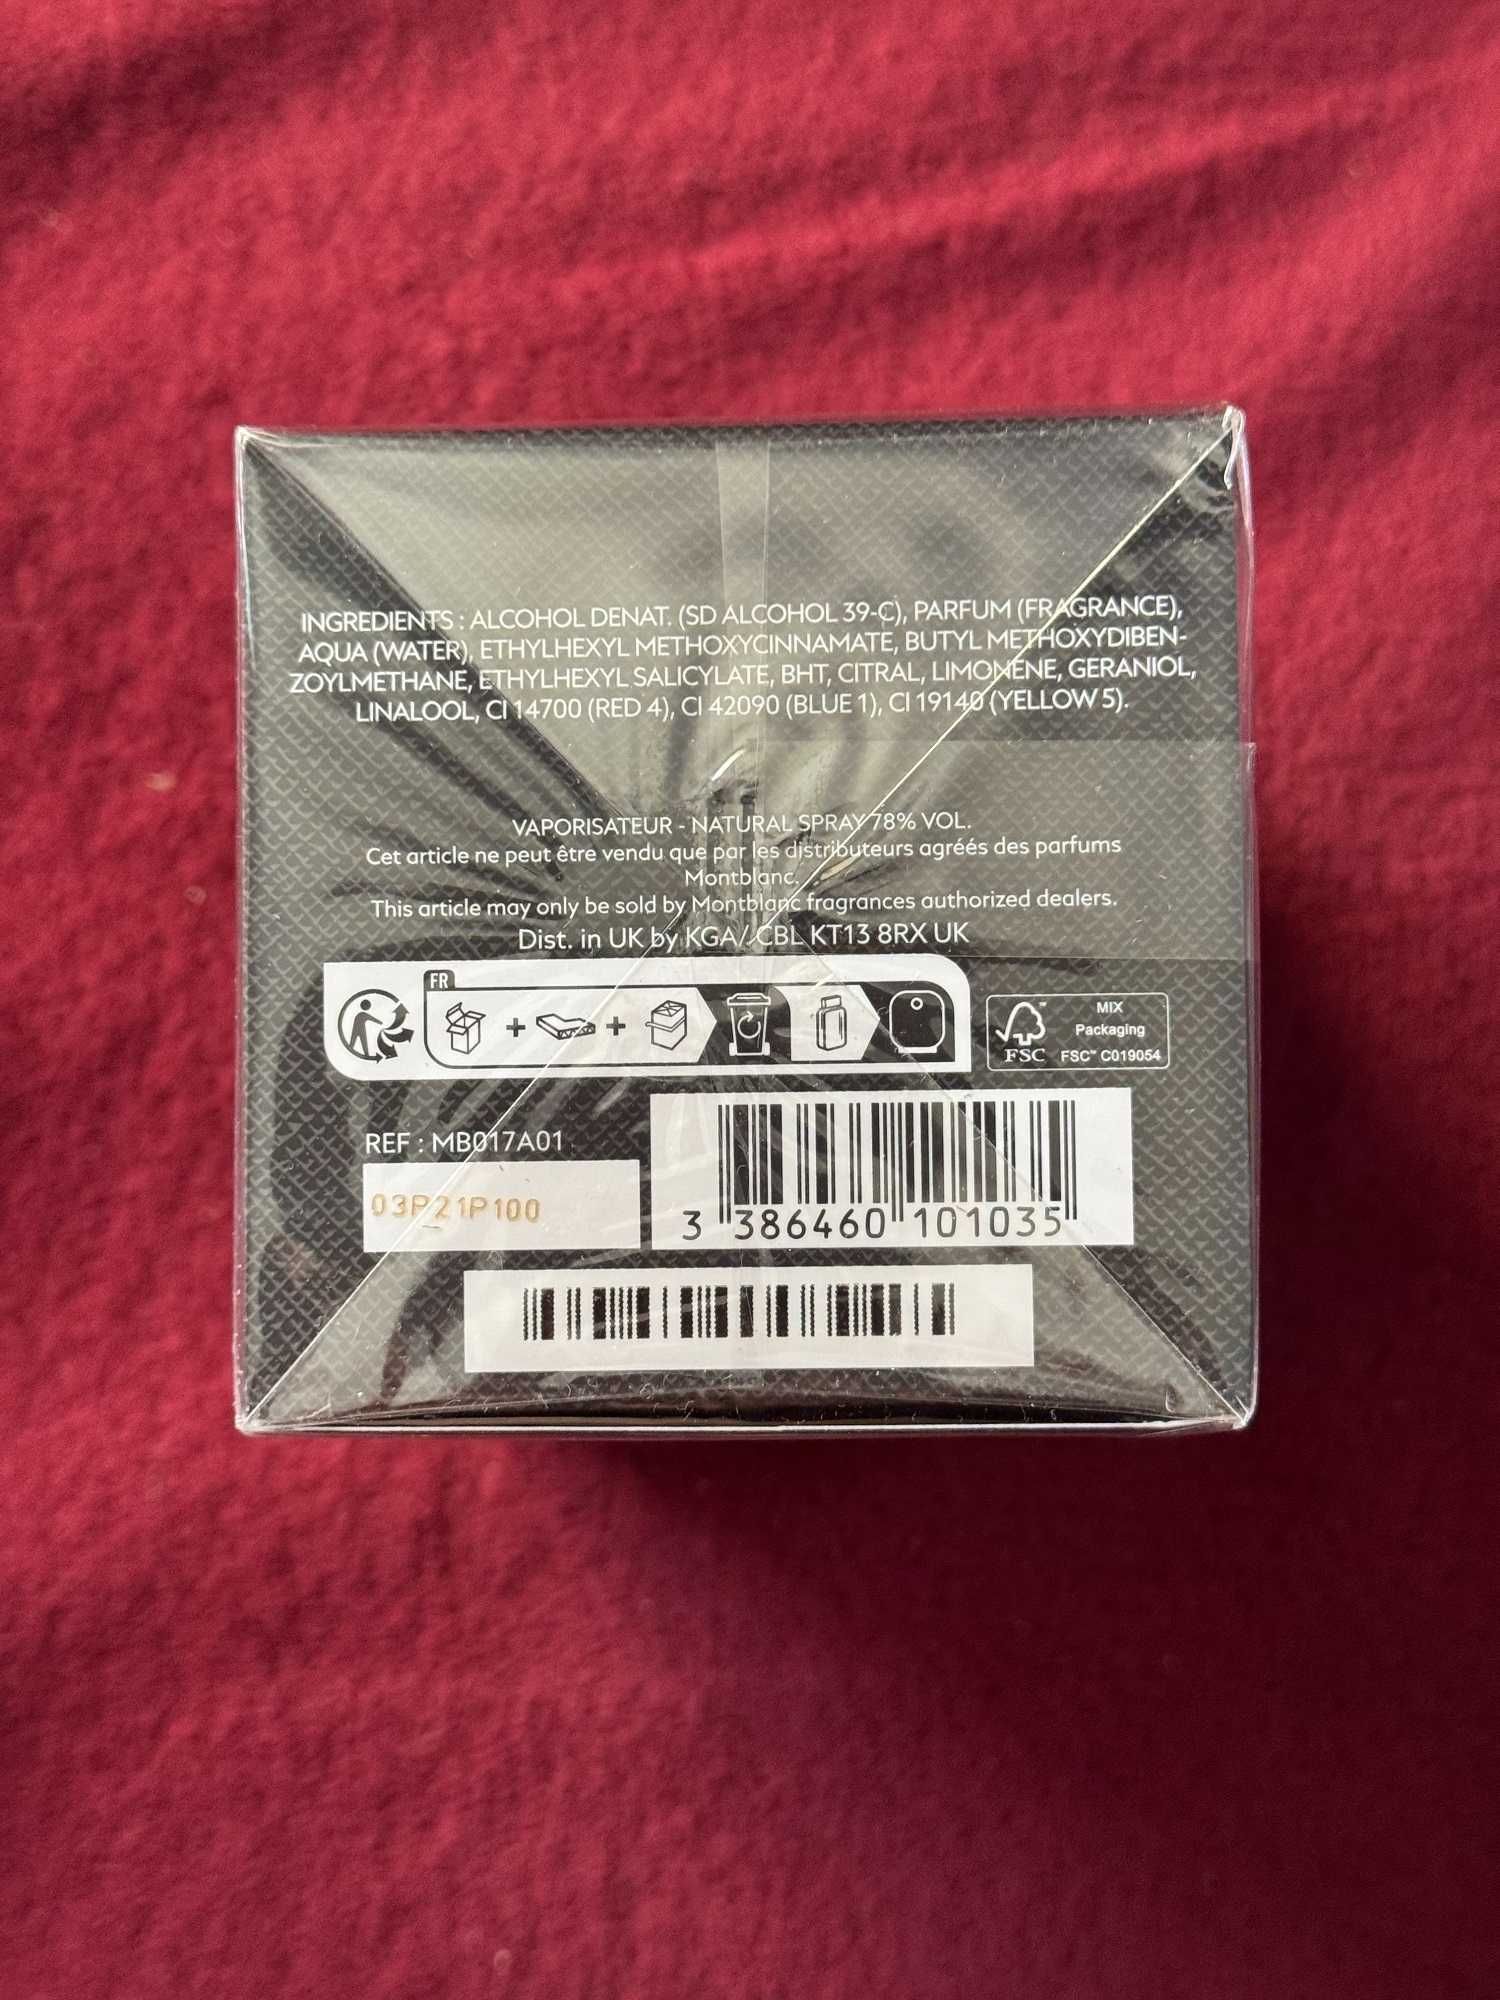 INGREDIENTS : ALCOHOL DENAT. (SD ALCOHOL 39-C), PARFUM (FRAGRANCE),
AQUA (WATER), ETHYLHEXYL METHOXYCINNAMATE, BUTYL METHOXYDIBEN-
ZOYLMETHANE, ETHYLHEXYL SALICYLATE, BHT, CITRAL, LIMONENE, GERANIOL,
LINALOOL, CI 14700 (RED 4), CI 42090 (BLUE 1), CI 19140 (YELLOW 5).
VAPORISATEUR - NATURAL SPRAY 78% VOL.
Cet article ne peut être vendu que par les distributeurs agréés des parfums
Montblanc.
This article may only be sold by Montblanc fragrances authorized dealers.
Dist. in UK by KGA/ CBL KT13 8RX UK
FR
FSC™
MIX
Packaging
FSC™ C019054
REF : MB017A01
03P21P100
3 386460 101035